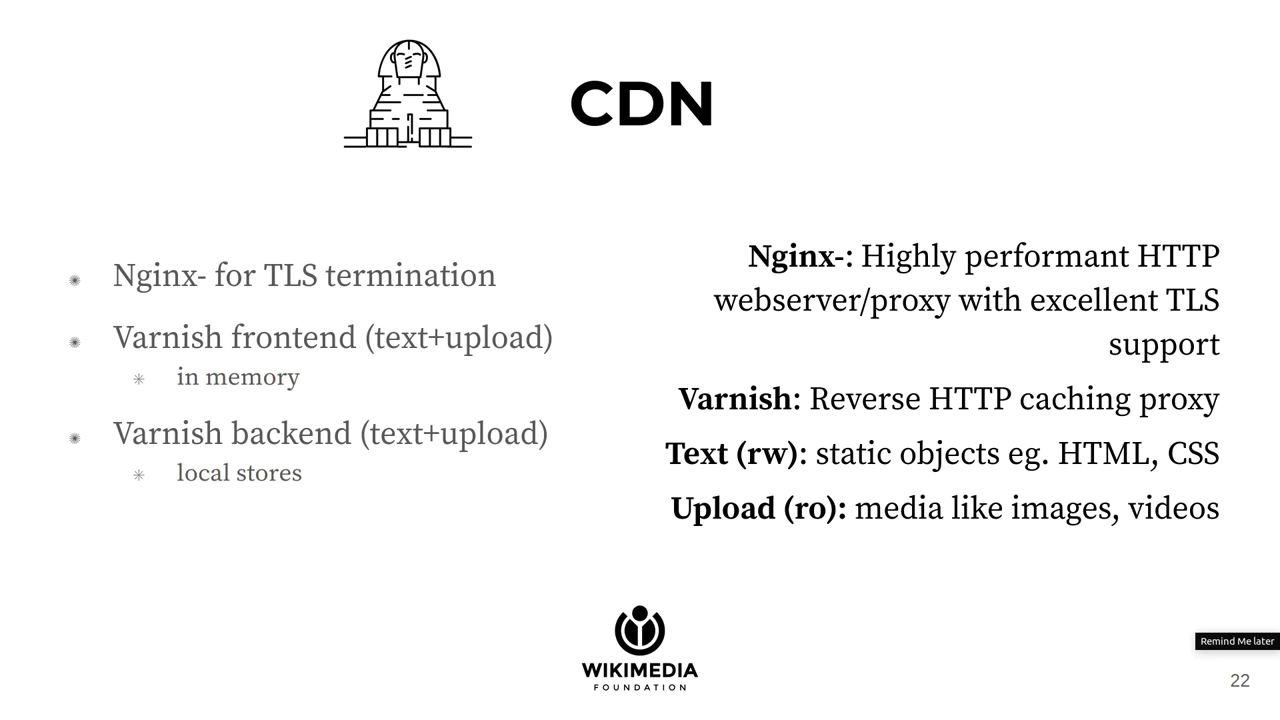 CDN
Nginx- for TLS termination
Varnish frontend (text+upload)
in memory
Varnish backend (text+upload)
local stores
Nginx-: Highly performant HTTP
webserver/proxy with excellent TLS
support
Varnish: Reverse HTTP caching proxy
Text (rw): static objects eg. HTML, CSS
Upload (ro): media like images, videos
WIKIMEDIA
FOUNDATION
Remind Me later
22